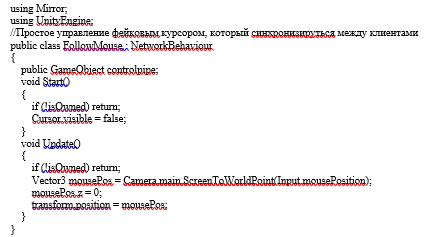 using Mirror;
using UnityEngine;
//Простое управление фейковым курсором, который синхронизируться между клиентами
public class FollowMouse : NetworkBehaviour
{
public GameObject controlpipe;
void Start()
{
if (!isOwned) return;
Cursor.visible = false;
}
void Update()
{
if (!isOwned) return;
Vector3 mousePos = Camera.main.ScreenToWorldPoint(Input.mousePosition);
mousePos.z = 0;
transform.position = mousePos;
}
}